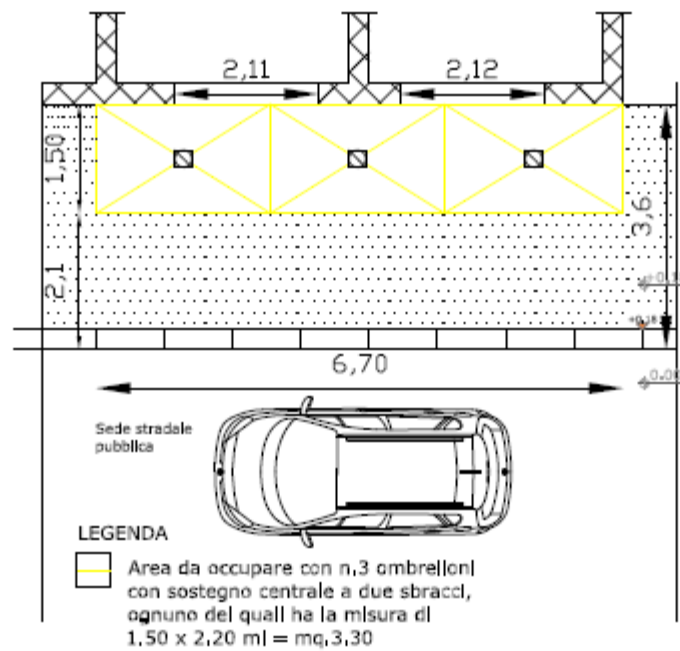 2,11
2,12
1,50
3,6
2,1
6,70
Sede stradale
pubblica
LEGENDA
Area da occupare con n.3 ombrelloni
con sostegno centrale a due sbracci,
ognuno dei quali ha la misura di
1.50 x 2.20 ml = mq.3.30